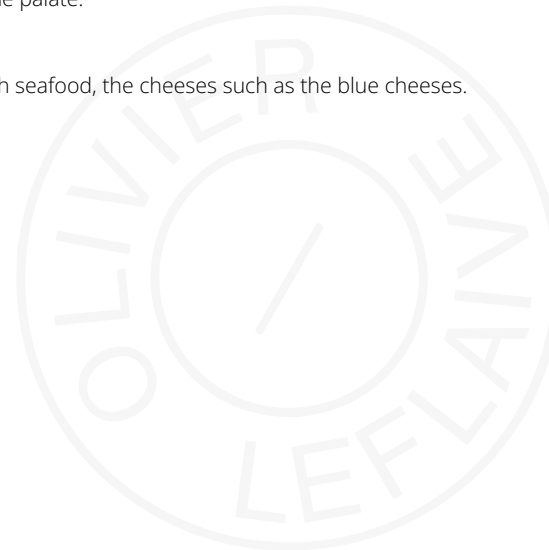 palate.
seafood, the cheeses such as the blue cheeses.
OLIVIER LEFLAIVE